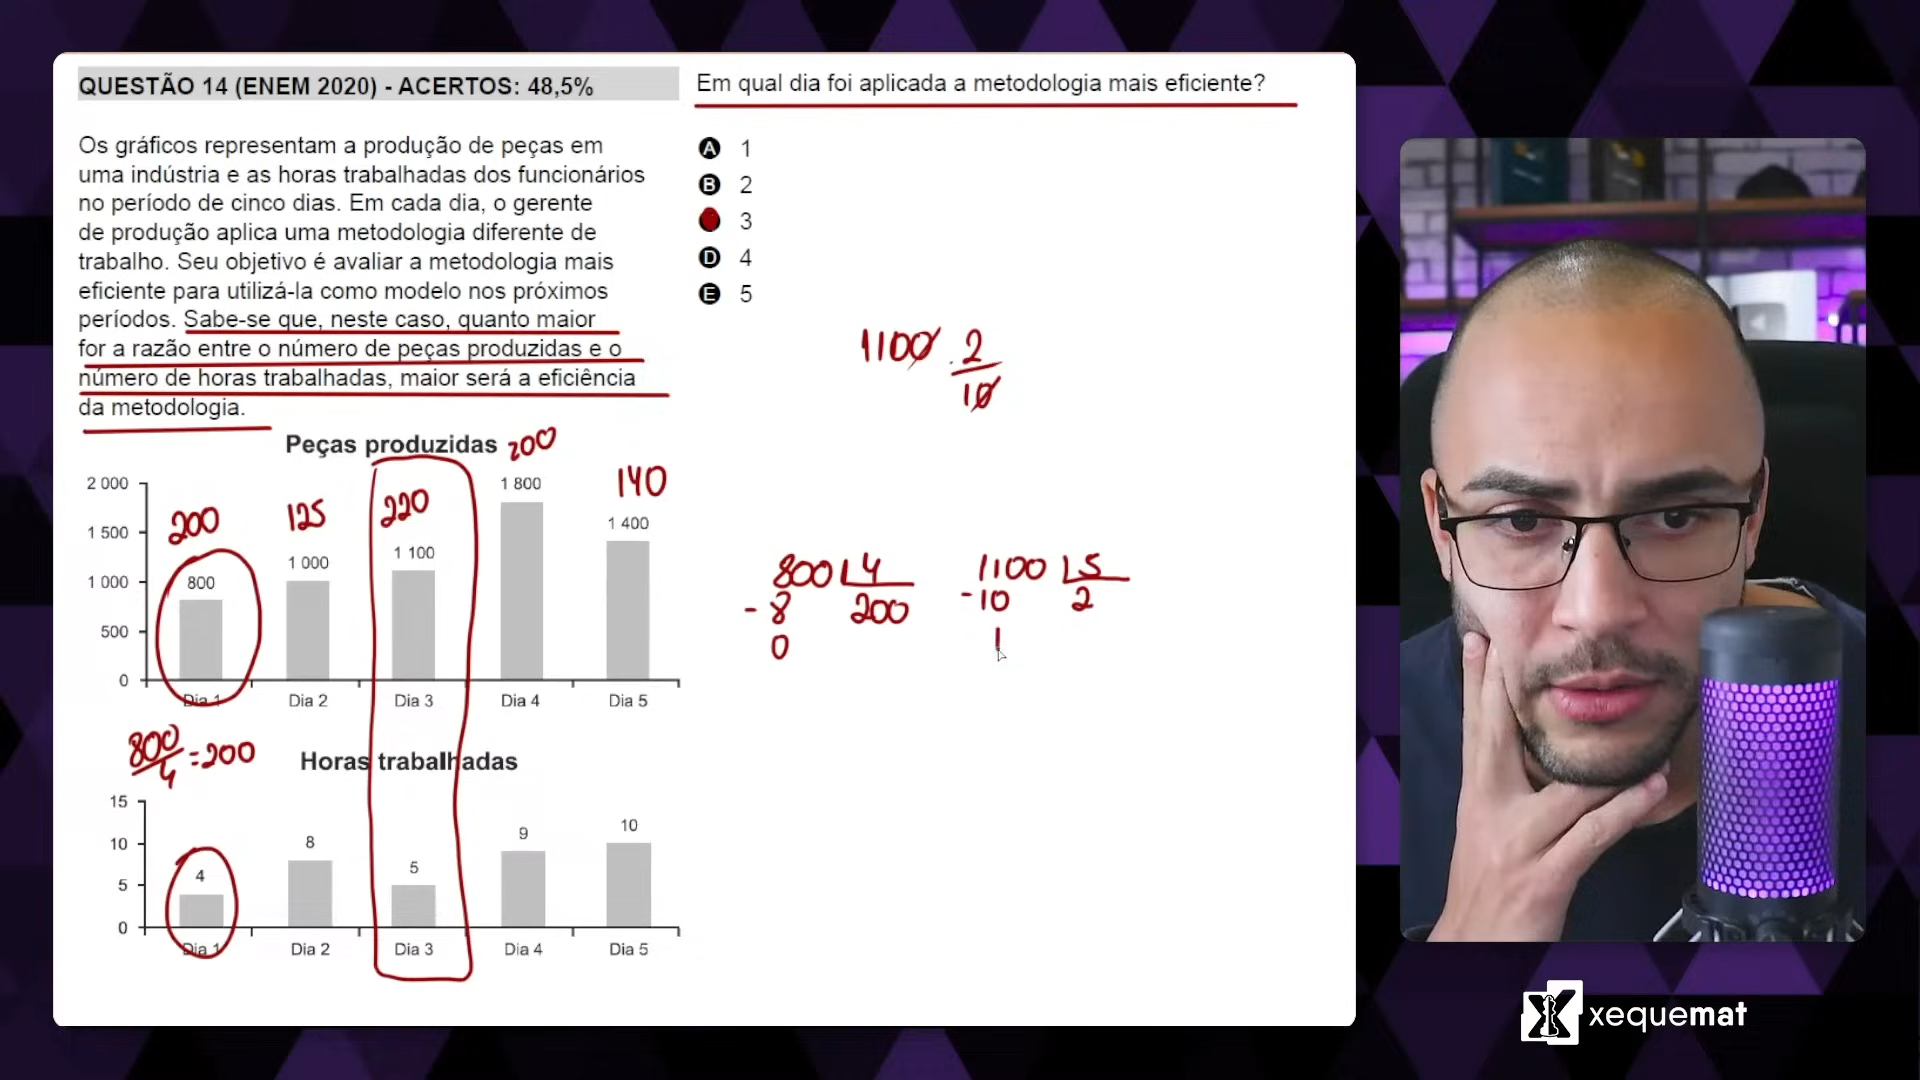 QUESTÃO 14 (ENEM 2020) - ACERTOS: 48,5%
Os gráficos representam a produção de peças em
uma indústria e as horas trabalhadas dos funcionários
no período de cinco dias. Em cada dia, o gerente
de produção aplica uma metodologia diferente de
trabalho. Seu objetivo é avaliar a metodologia mais
eficiente para utilizá-la como modelo nos próximos
períodos. Sabe-se que, neste caso, quanto maior
for a razão entre o número de peças produzidas e o
número de horas trabalhadas, maior será a eficiência
da metodologia.
Peças produzidas
200
140
2 000
1 800
200
125
220
1 500
1 400
1 100
1 000
1 000
800
500
0
Dia 1
Dia 2
Dia 3
Dia 4
Dia 5
800/4 = 200
Horas trabalhadas
15
10
9
10
8
5
5
4
0
Dia 1
Dia 2
Dia 3
Dia 4
Dia 5
Em qual dia foi aplicada a metodologia mais eficiente?
A 1
B 2
3
D 4
E 5
1100 . 2/10
800 4
- 8 200
0
1100 5
- 10 2
1
xequemat